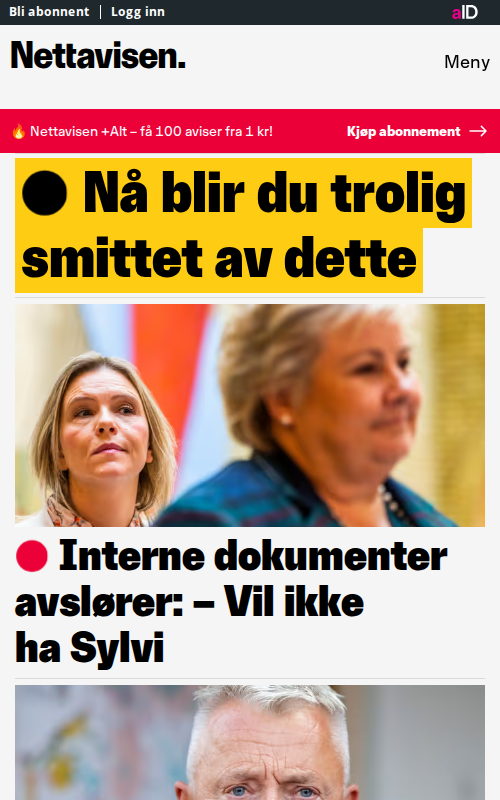 Bli abonnent | Logg inn
aID
Nettavisen.
Meny
🔥 Nettavisen +Alt – få 100 aviser fra 1 kr!
Kjøp abonnement →
Nå blir du trolig
smittet av dette
Interne dokumenter
avslører: – Vil ikke
ha Sylvi